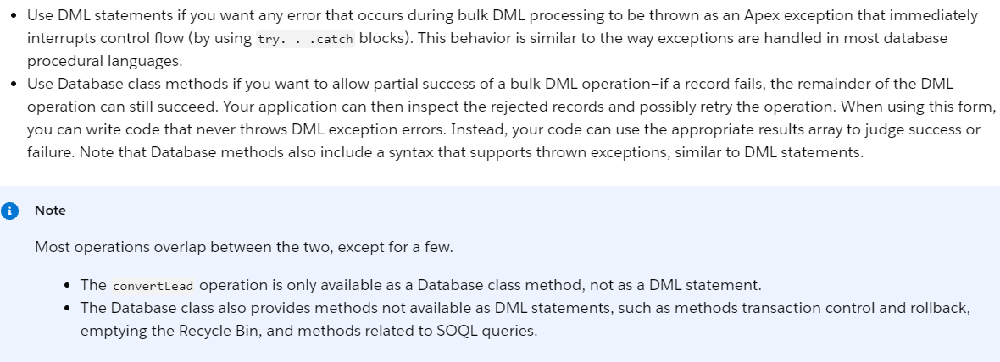 • Use DML statements if you want any error that occurs during bulk DML processing to be thrown as an Apex exception that immediately
interrupts control flow (by using try. . .catch blocks). This behavior is similar to the way exceptions are handled in most database
procedural languages.
• Use Database class methods if you want to allow partial success of a bulk DML operation—if a record fails, the remainder of the DML
operation can still succeed. Your application can then inspect the rejected records and possibly retry the operation. When using this form,
you can write code that never throws DML exception errors. Instead, your code can use the appropriate results array to judge success or
failure. Note that Database methods also include a syntax that supports thrown exceptions, similar to DML statements.
Note
Most operations overlap between the two, except for a few.
• The convertLead operation is only available as a Database class method, not as a DML statement.
• The Database class also provides methods not available as DML statements, such as methods transaction control and rollback,
emptying the Recycle Bin, and methods related to SOQL queries.